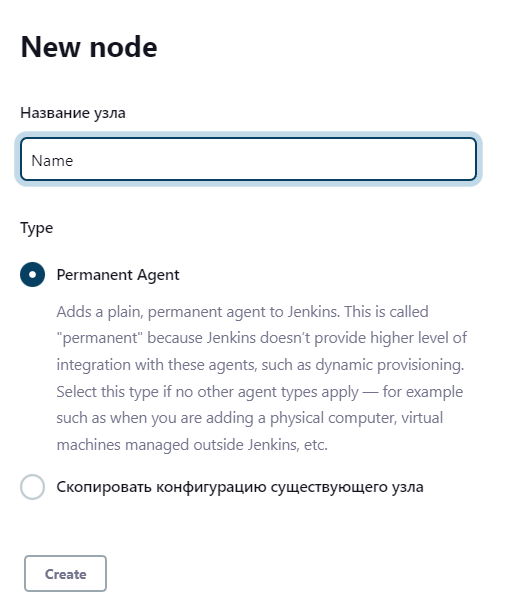 New node
Название узла
Name
Type
Permanent Agent
Adds a plain, permanent agent to Jenkins. This is called
"permanent" because Jenkins doesn’t provide higher level of
integration with these agents, such as dynamic provisioning.
Select this type if no other agent types apply — for example
such as when you are adding a physical computer, virtual
machines managed outside Jenkins, etc.
Скопировать конфигурацию существующего узла
Create